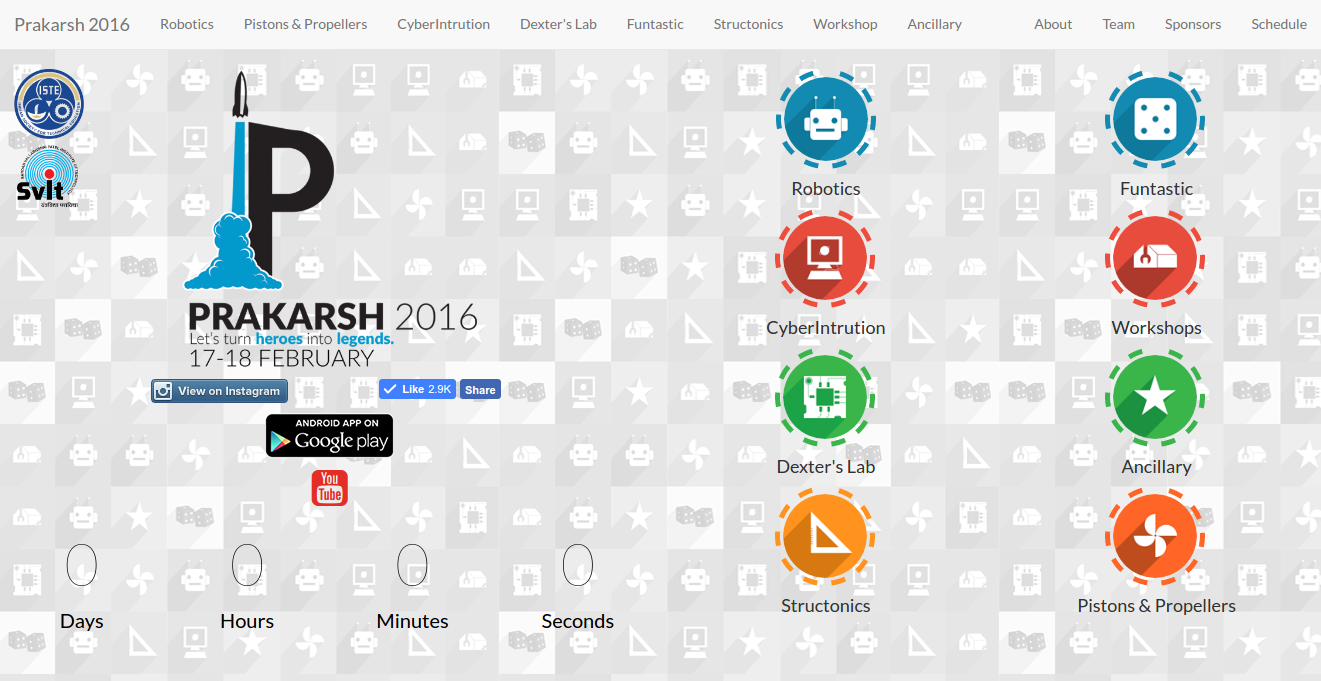 Prakarsh 2016 Robotics Pistons & Propellers CyberIntrution Dexter's Lab Funtastic Structonics Workshop Ancillary About Team Sponsors Schedule
ISTE
Svit
P
PRAKARSH 2016
Let's turn heroes into legends.
17-18 FEBRUARY
View on Instagram
Like 2.9K Share
ANDROID APP ON
Google play
You
Tube
0 0 0 0
Days Hours Minutes Seconds
Robotics Funtastic
CyberIntrution Workshops
Dexter's Lab Ancillary
Structonics Pistons & Propellers